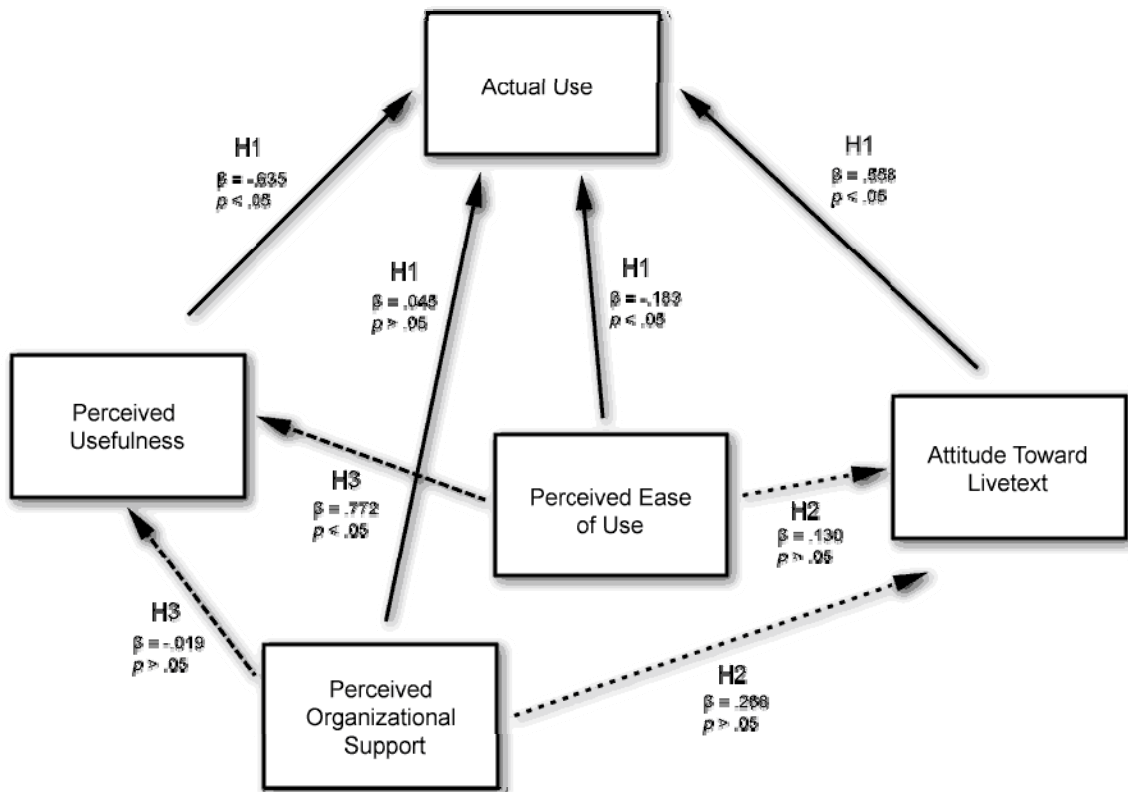 Actual Use
H1
β = -.635
p < .05
H1
β = .558
p < .05
H1
β = .045
p > .05
H1
β = -.183
p < .05
Perceived
Usefulness
Perceived Ease
of Use
Attitude Toward
Livetext
H3
β = .772
p < .05
H2
β = .130
p > .05
H3
β = -.019
p > .05
Perceived
Organizational
Support
H2
β = .266
p > .05